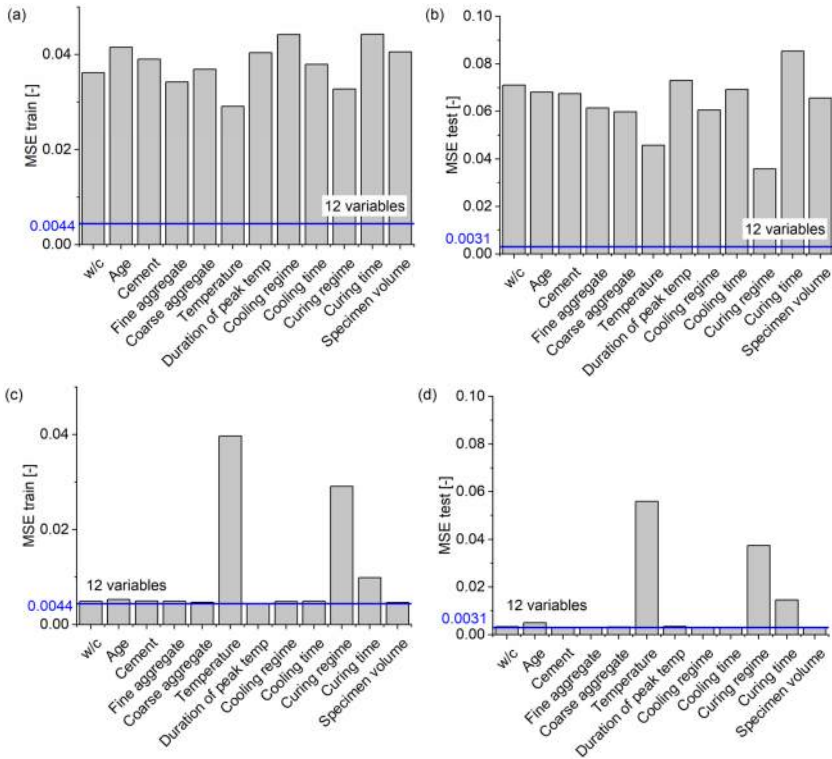 (a)
MSE train [-]
0.04
0.02
0.00
0.0044
12 variables
w/c
Age
Cement
Fine aggregate
Coarse aggregate
Temperature
Duration of peak temp
Cooling regime
Cooling time
Curing regime
Curing time
Specimen volume
(b)
MSE test [-]
0.10
0.08
0.06
0.04
0.02
0.00
0.0031
12 variables
w/c
Age
Cement
Fine aggregate
Coarse aggregate
Temperature
Duration of peak temp
Cooling regime
Cooling time
Curing regime
Curing time
Specimen volume
(c)
MSE train [-]
0.04
0.02
0.00
0.0044
12 variables
w/c
Age
Cement
Fine aggregate
Coarse aggregate
Temperature
Duration of peak temp
Cooling regime
Cooling time
Curing regime
Curing time
Specimen volume
(d)
MSE test [-]
0.10
0.08
0.06
0.04
0.02
0.00
0.0031
12 variables
w/c
Age
Cement
Fine aggregate
Coarse aggregate
Temperature
Duration of peak temp
Cooling regime
Cooling time
Curing regime
Curing time
Specimen volume